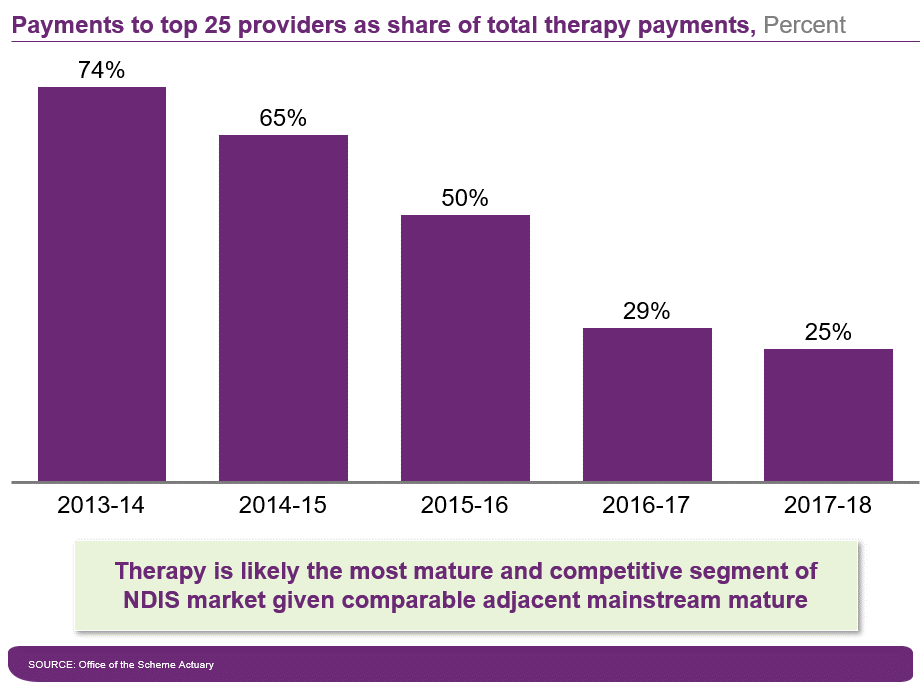 Payments to top 25 providers as share of total therapy payments, Percent
74%
65%
50%
29%
25%
2013-14
2014-15
2015-16
2016-17
2017-18
Therapy is likely the most mature and competitive segment of
NDIS market given comparable adjacent mainstream mature
SOURCE: Office of the Scheme Actuary